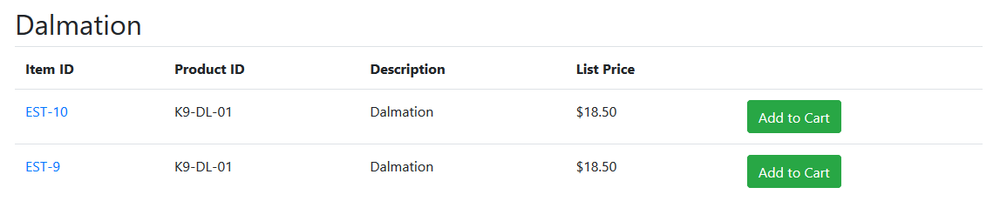 Dalmation
Item ID Product ID Description List Price
EST-10 K9-DL-01 Dalmation $18.50 Add to Cart
EST-9 K9-DL-01 Dalmation $18.50 Add to Cart